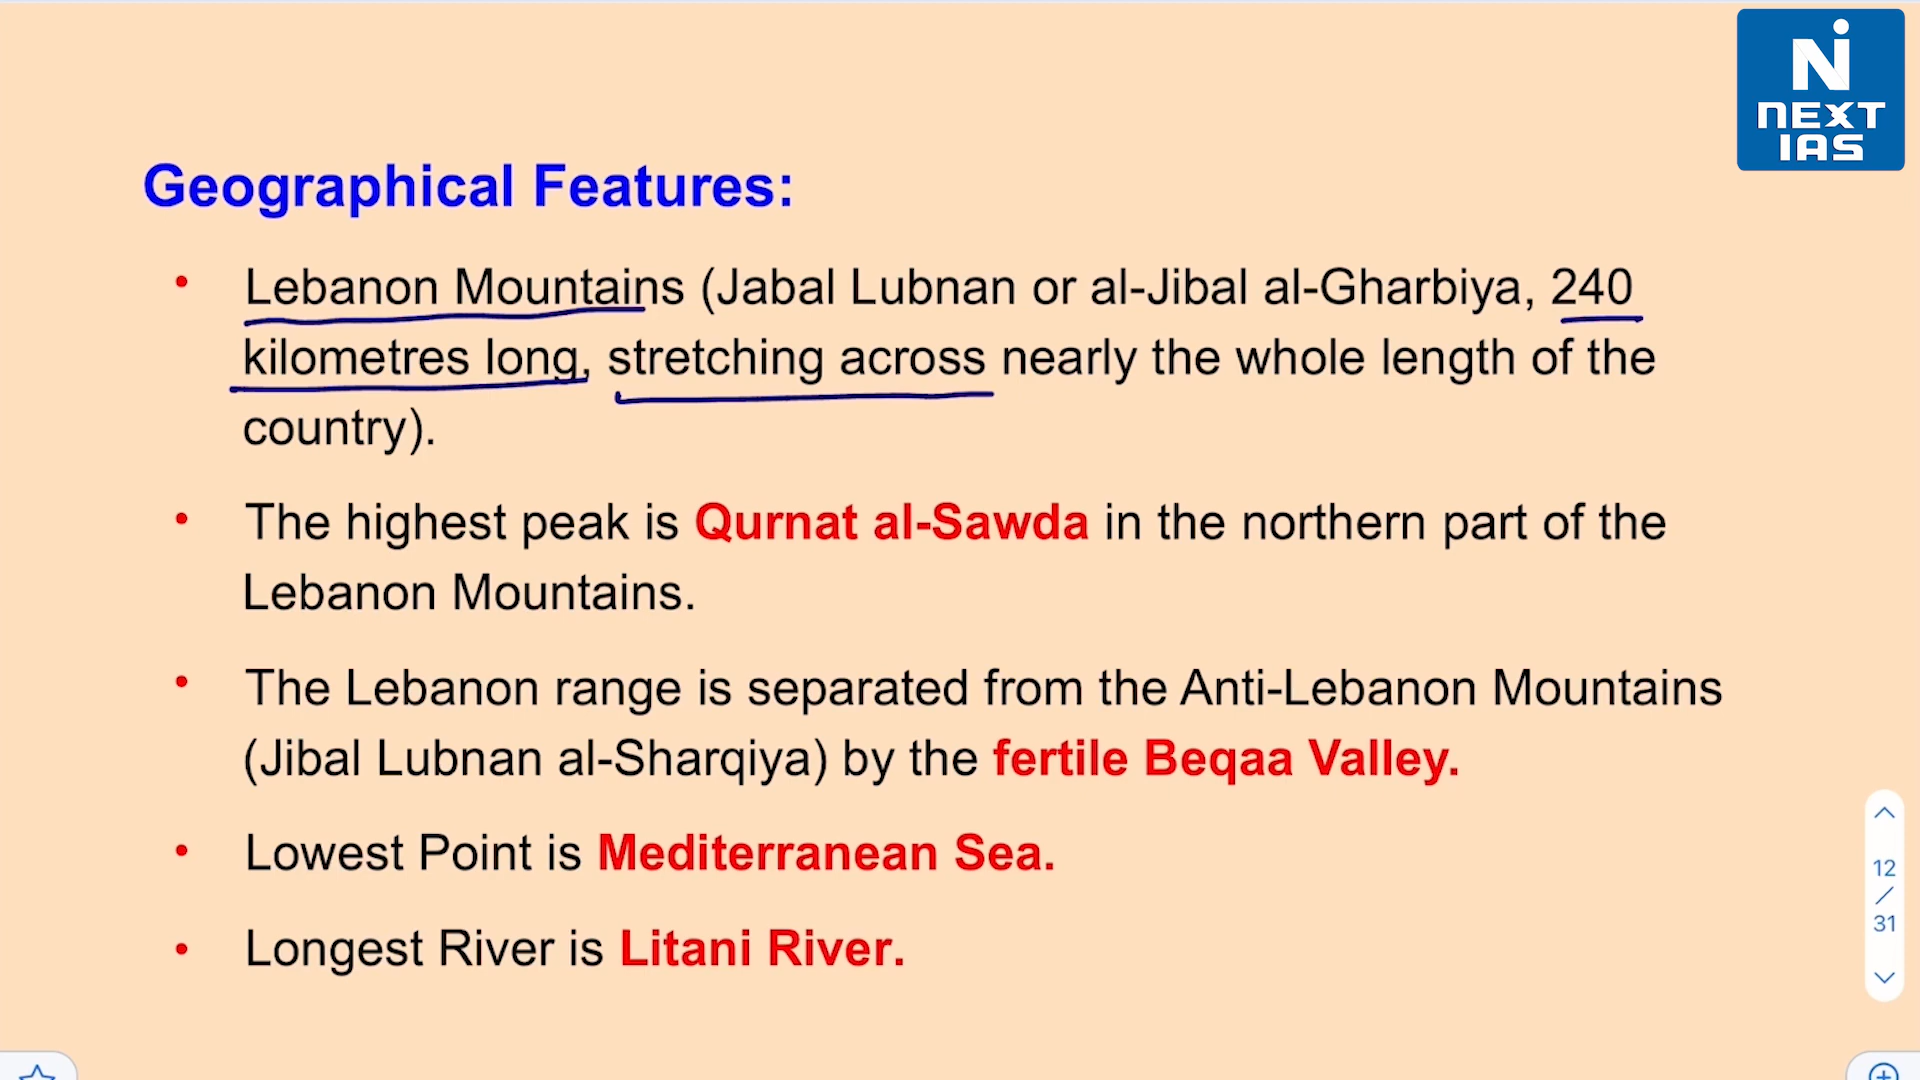 NEXT
IAS
Geographical Features:
• Lebanon Mountains (Jabal Lubnan or al-Jibal al-Gharbiya, 240
kilometres long, stretching across nearly the whole length of the
country).
• The highest peak is Qurnat al-Sawda in the northern part of the
Lebanon Mountains.
• The Lebanon range is separated from the Anti-Lebanon Mountains
(Jibal Lubnan al-Sharqiya) by the fertile Beqaa Valley.
• Lowest Point is Mediterranean Sea.
• Longest River is Litani River.
12
/
31